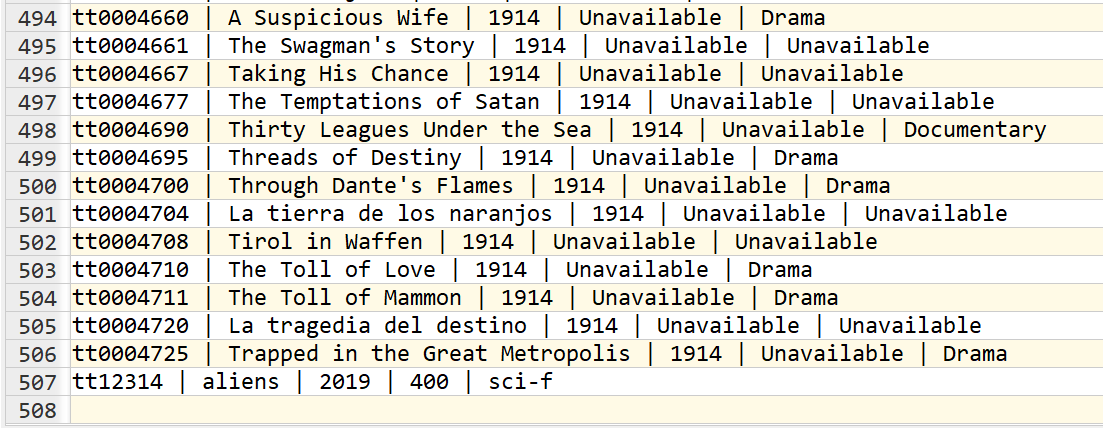 494 tt0004660 | A Suspicious Wife | 1914 | Unavailable | Drama
495 tt0004661 | The Swagman's Story | 1914 | Unavailable | Unavailable
496 tt0004667 | Taking His Chance | 1914 | Unavailable | Unavailable
497 tt0004677 | The Temptations of Satan | 1914 | Unavailable | Unavailable
498 tt0004690 | Thirty Leagues Under the Sea | 1914 | Unavailable | Documentary
499 tt0004695 | Threads of Destiny | 1914 | Unavailable | Drama
500 tt0004700 | Through Dante's Flames | 1914 | Unavailable | Drama
501 tt0004704 | La tierra de los naranjos | 1914 | Unavailable | Unavailable
502 tt0004708 | Tirol in Waffen | 1914 | Unavailable | Unavailable
503 tt0004710 | The Toll of Love | 1914 | Unavailable | Drama
504 tt0004711 | The Toll of Mammon | 1914 | Unavailable | Drama
505 tt0004720 | La tragedia del destino | 1914 | Unavailable | Unavailable
506 tt0004725 | Trapped in the Great Metropolis | 1914 | Unavailable | Drama
507 tt12314 | aliens | 2019 | 400 | sci-f
508